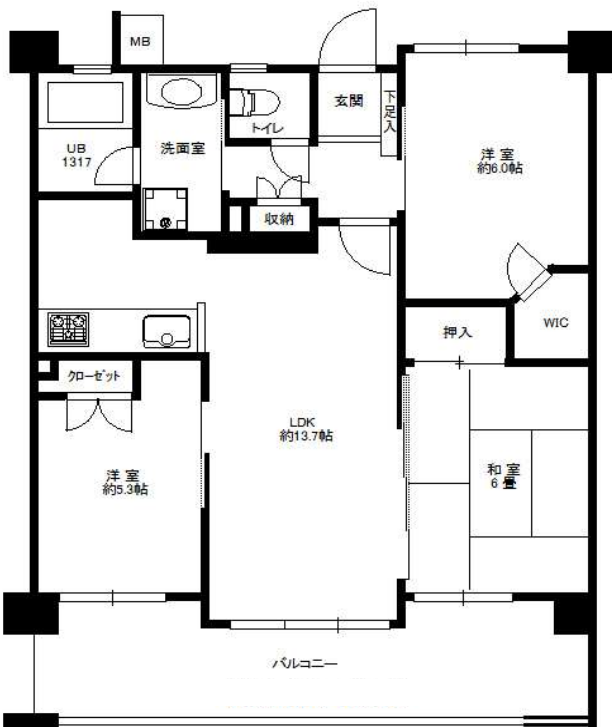 MB
玄関
下足入
トイレ
UB
1317
洗面室
洋室
約6.0帖
収納
押入
WIC
クローゼット
LDK
約13.7帖
洋室
約5.3帖
和室
6畳
バルコニー